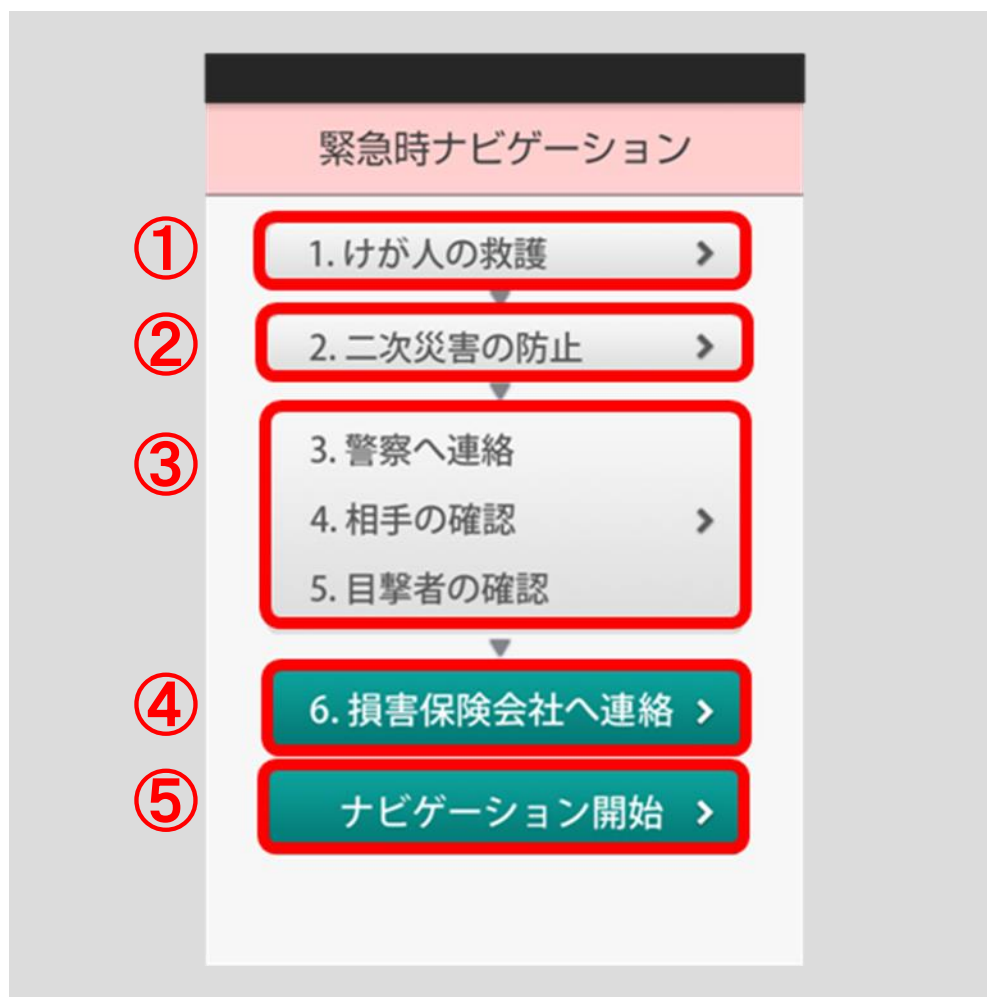 緊急時ナビゲーション
① 1. けが人の救護
② 2. 二次災害の防止
③ 3. 警察へ連絡
4. 相手の確認
5. 目撃者の確認
④ 6. 損害保険会社へ連絡
⑤ ナビゲーション開始